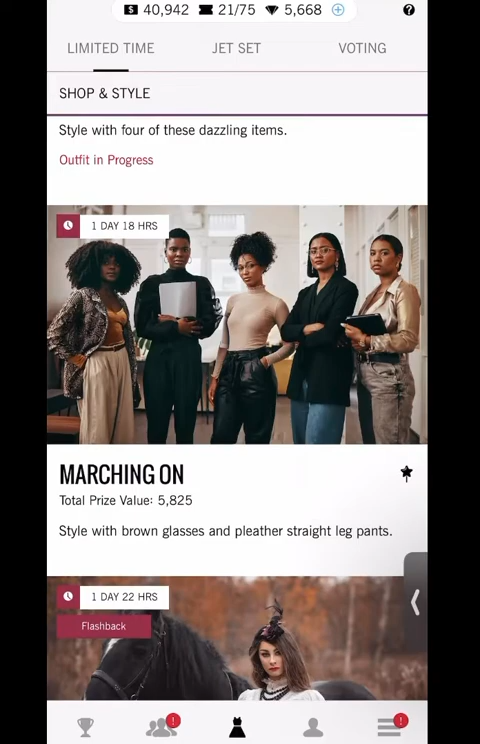 40,942 21/75 5,668
LIMITED TIME JET SET VOTING
SHOP & STYLE
Style with four of these dazzling items.
Outfit in Progress
1 DAY 18 HRS
MARCHING ON
Total Prize Value: 5,825
Style with brown glasses and pleather straight leg pants.
1 DAY 22 HRS
Flashback